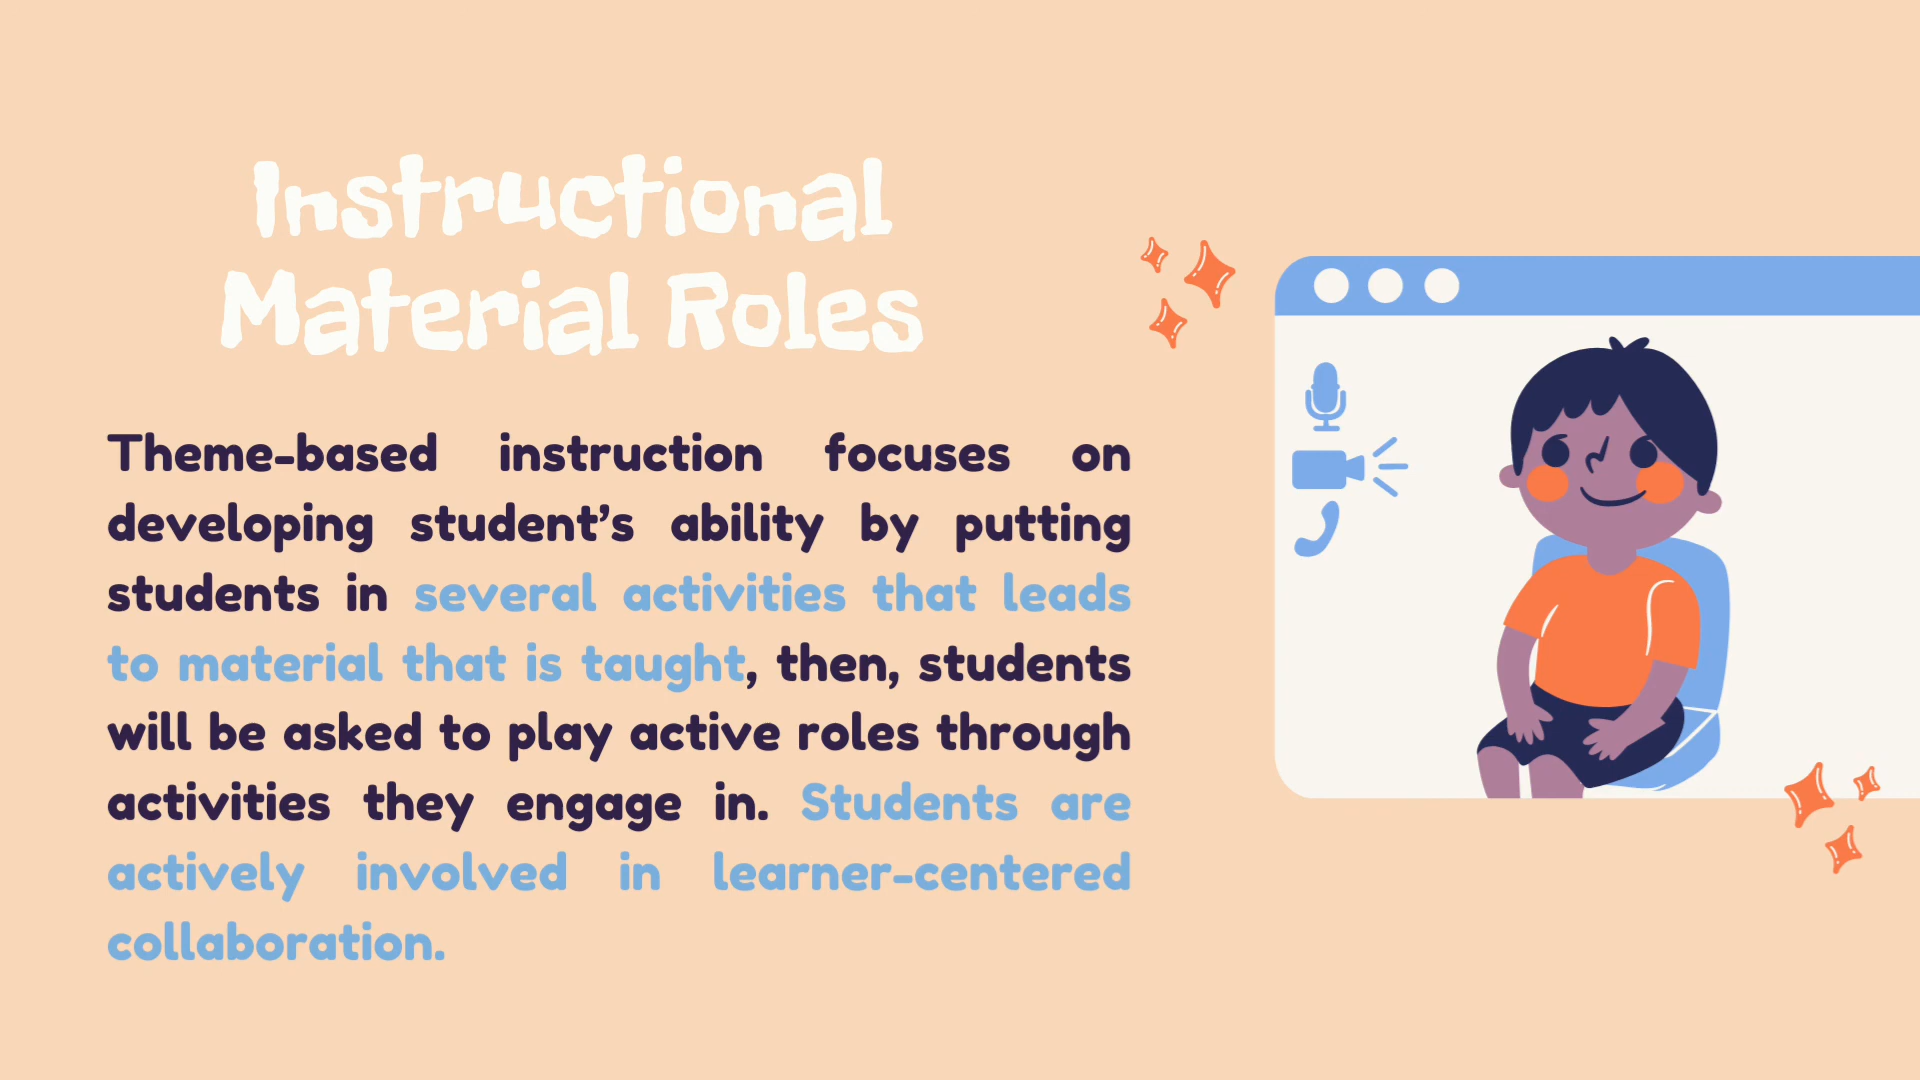 Instructional
Material Roles
Theme-based instruction focuses on
developing student’s ability by putting
students in several activities that leads
to material that is taught, then, students
will be asked to play active roles through
activities they engage in. Students are
actively involved in learner-centered
collaboration.